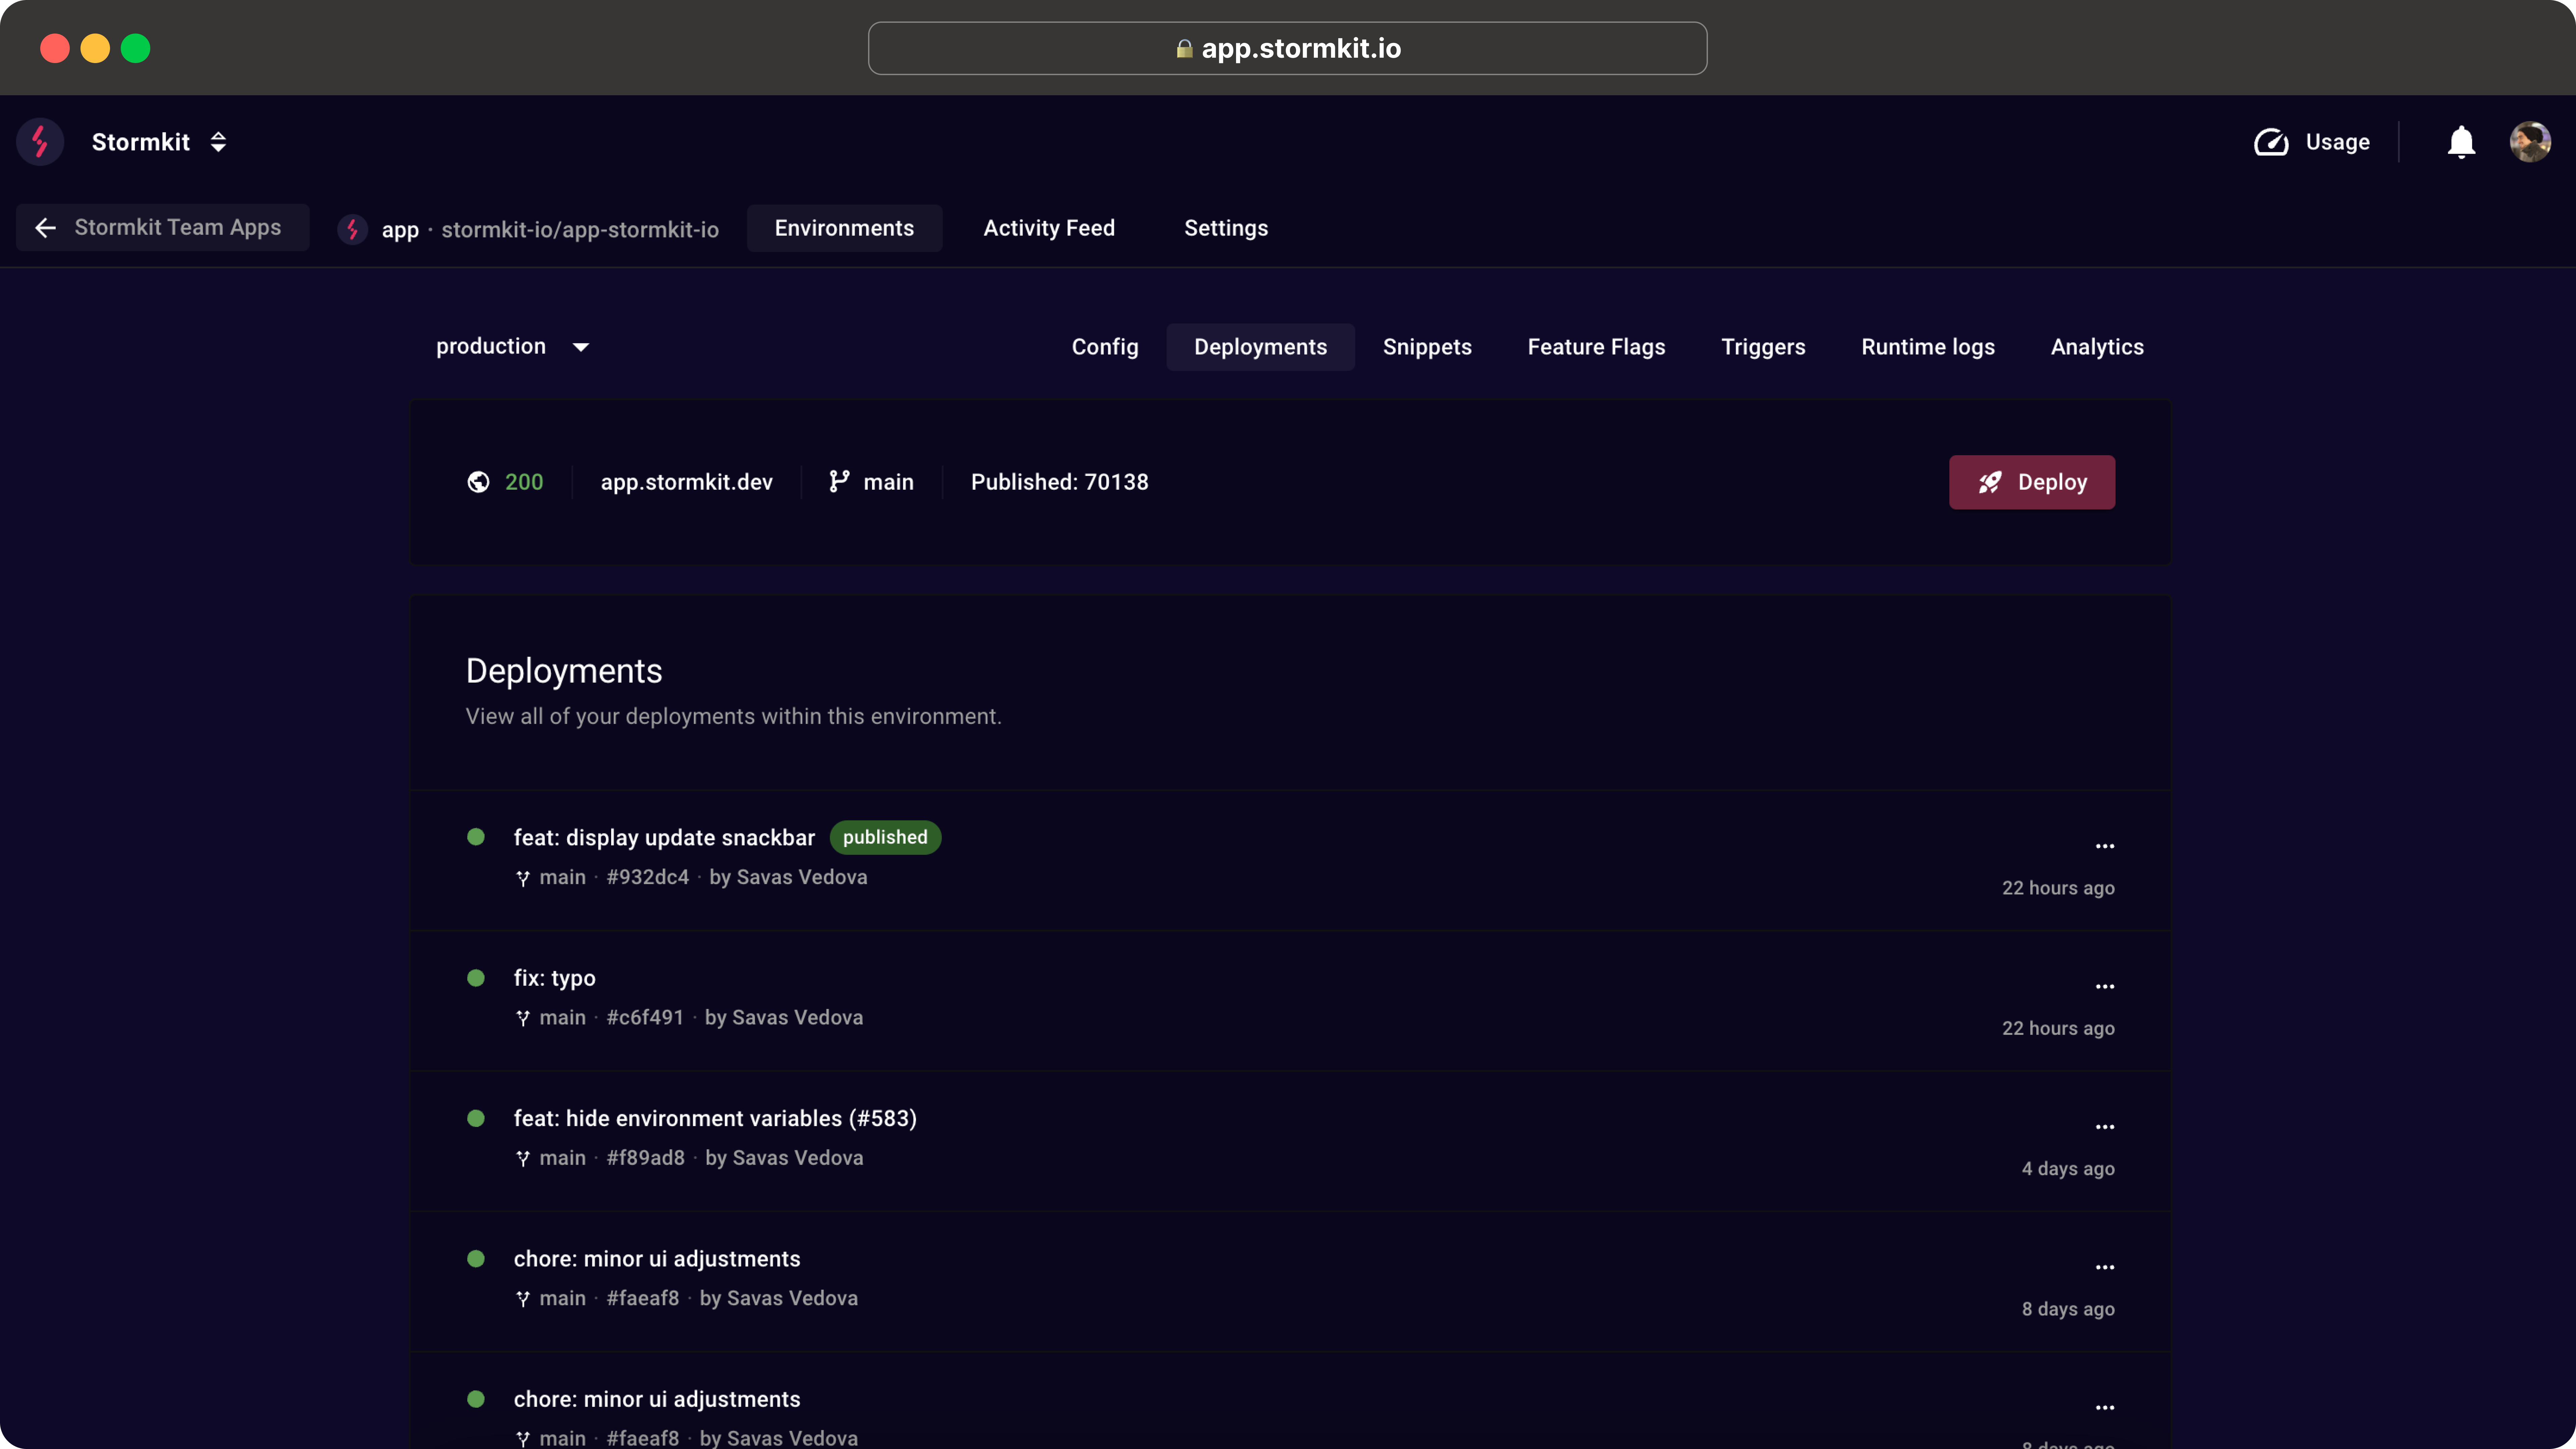 app.stormkit.io
Stormkit
Usage
Stormkit Team Apps
app · stormkit-io/app-stormkit-io
Environments
Activity Feed
Settings
production
Config
Deployments
Snippets
Feature Flags
Triggers
Runtime logs
Analytics
200
app.stormkit.dev
main
Published: 70138
Deploy
Deployments
View all of your deployments within this environment.
feat: display update snackbar published
main · #932dc4 · by Savas Vedova
22 hours ago
fix: typo
main · #c6f491 · by Savas Vedova
22 hours ago
feat: hide environment variables (#583)
main · #f89ad8 · by Savas Vedova
4 days ago
chore: minor ui adjustments
main · #faeaf8 · by Savas Vedova
8 days ago
chore: minor ui adjustments
main · #faeaf8 · by Savas Vedova
8 days ago